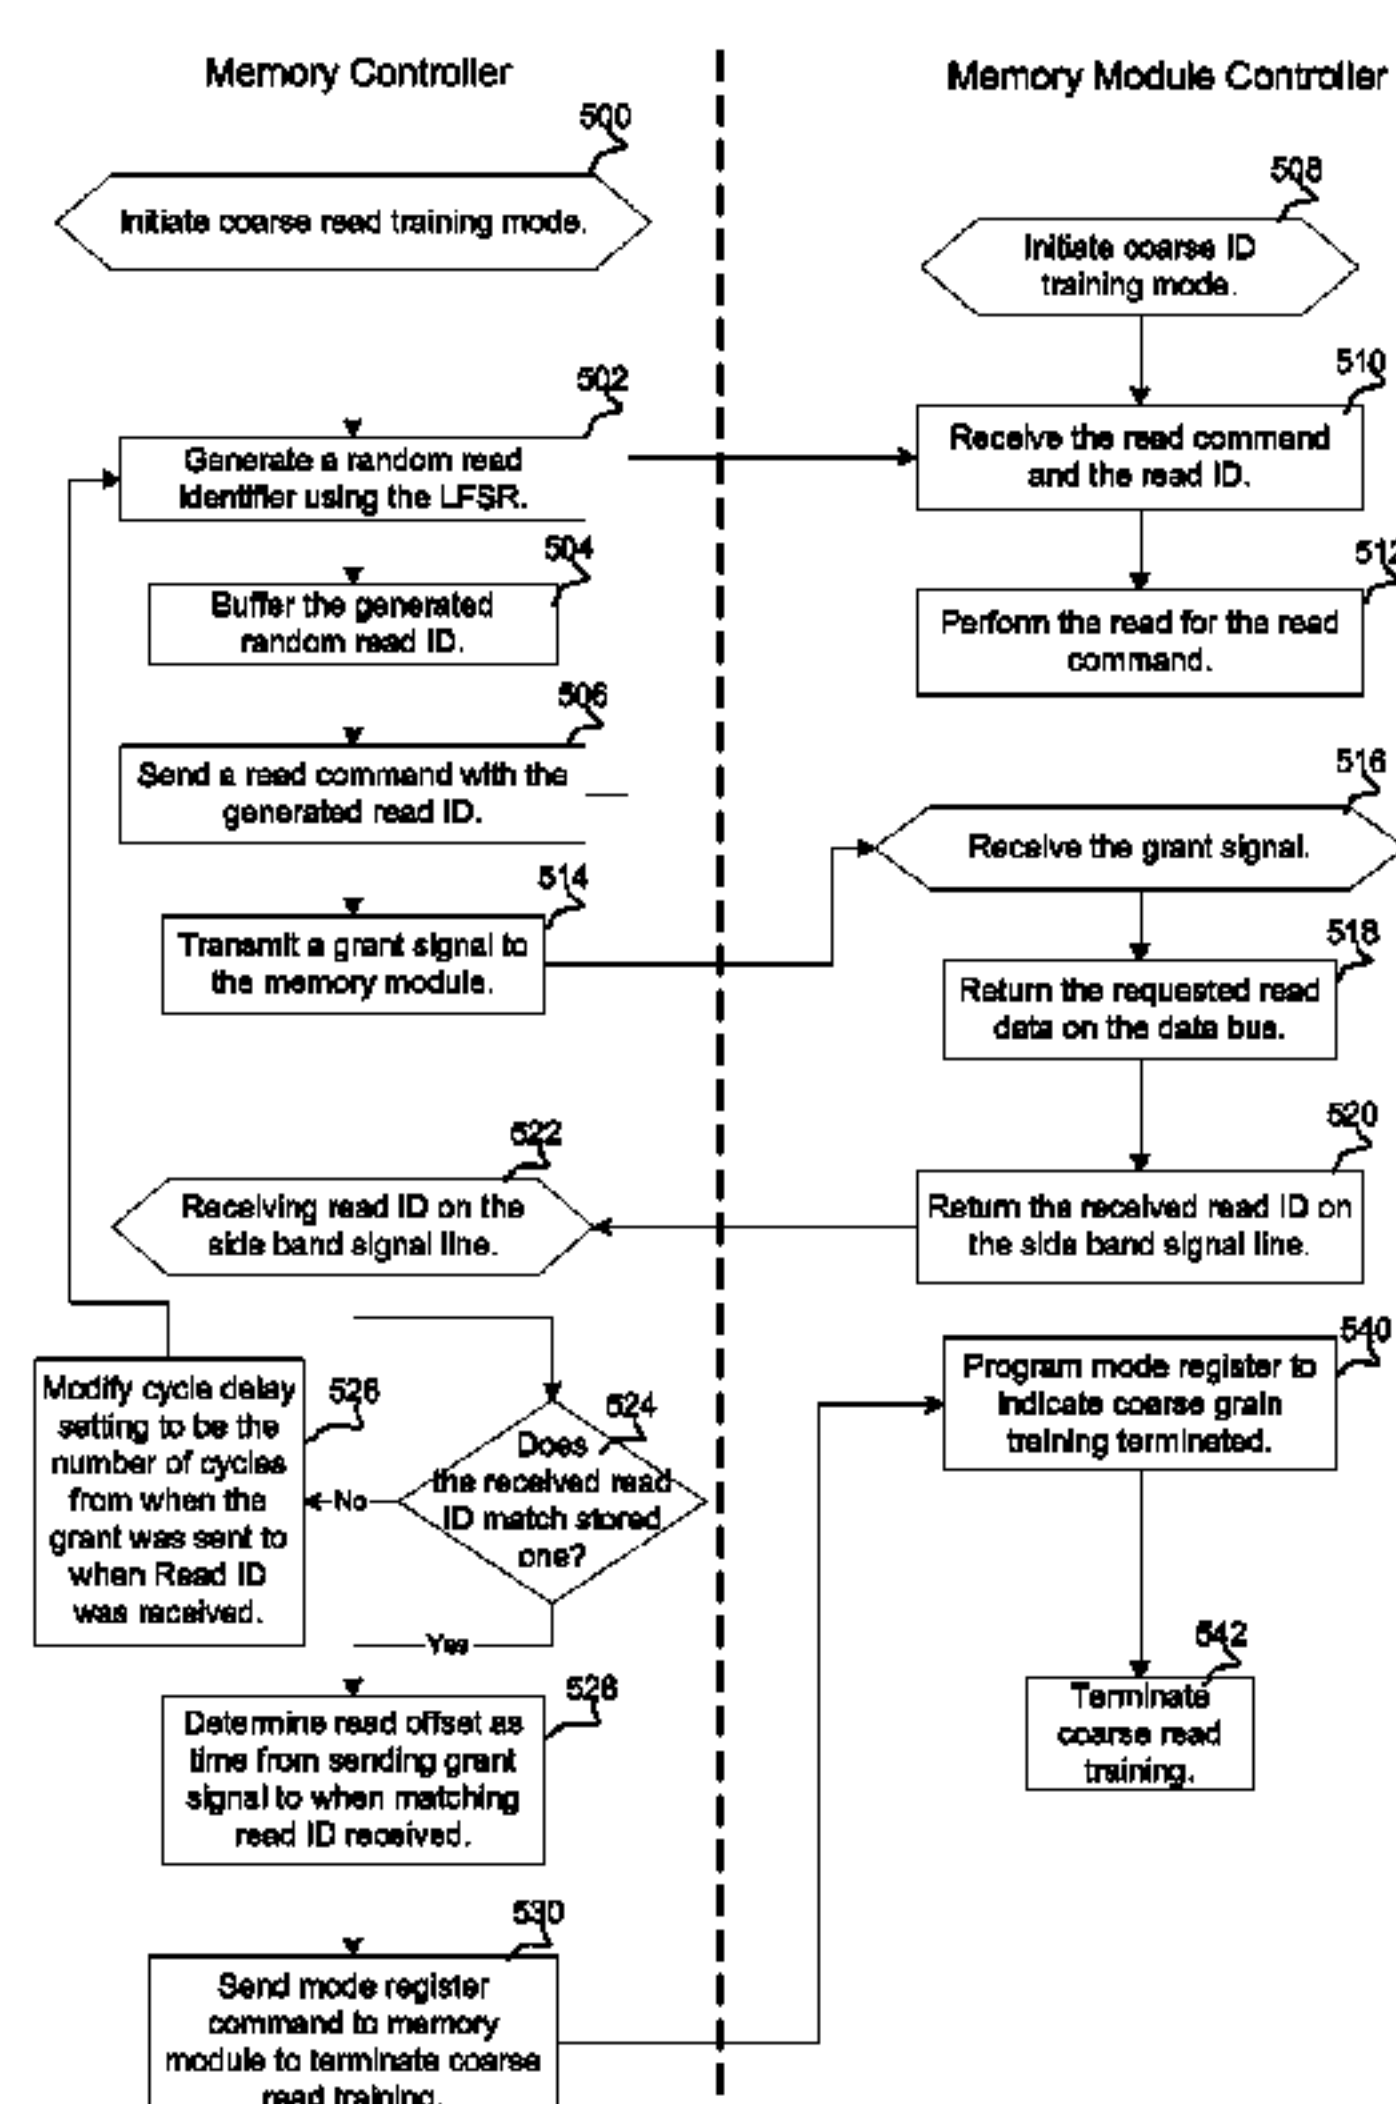 Memory Controller
500
Initiate coarse read training mode.
502
Generate a random read
identifier using the LFSR.
504
Buffer the generated
random read ID.
506
Send a read command with the
generated read ID.
514
Transmit a grant signal to
the memory module.
522
Receiving read ID on the
side band signal line.
524
Does
the received read
ID match stored
one?
No
526
Modify cycle delay
setting to be the
number of cycles
from when the
grant was sent to
when Read ID
was received.
Yes
528
Determine read offset as
time from sending grant
signal to when matching
read ID received.
530
Send mode register
command to memory
module to terminate coarse
read training.
Memory Module Controller
508
Initiate coarse ID
training mode.
510
Receive the read command
and the read ID.
512
Perform the read for the read
command.
516
Receive the grant signal.
518
Return the requested read
data on the data bus.
520
Return the received read ID on
the side band signal line.
540
Program mode register to
indicate coarse grain
training terminated.
542
Terminate
coarse read
training.